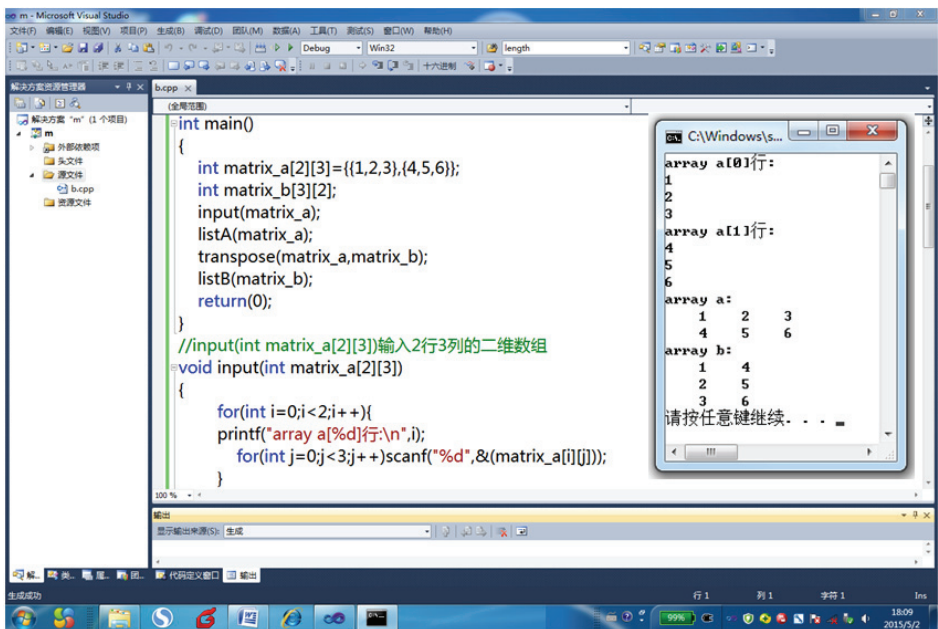 m - Microsoft Visual Studio
文件(F) 编辑(E) 视图(V) 项目(P) 生成(B) 调试(D) 团队(M) 数据(A) 工具(T) 测试(S) 窗口(W) 帮助(H)
Debug Win32 length
十六进制
解决方案资源管理器
解决方案 "m" (1 个项目)
m
外部依赖项
头文件
源文件
b.cpp
资源文件
b.cpp
(全局范围)
int main()
{
int matrix_a[2][3]={{1,2,3},{4,5,6}};
int matrix_b[3][2];
input(matrix_a);
listA(matrix_a);
transpose(matrix_a,matrix_b);
listB(matrix_b);
return(0);
}
//input(int matrix_a[2][3])输入2行3列的二维数组
void input(int matrix_a[2][3])
{
for(int i=0;i<2;i++){
printf("array a[%d]行:\n",i);
for(int j=0;j<3;j++)scanf("%d",&(matrix_a[i][j]));
}
100 %
C:\Windows\s...
array a[0]行:
1
2
3
array a[1]行:
4
5
6
array a:
1 2 3
4 5 6
array b:
1 4
2 5
3 6
请按任意键继续. . .
输出
显示输出来源(S): 生成
解... 类... 属... 团... 代码定义窗口 输出
生成成功
行 1 列 1 字符 1 Ins
99%
18:09
2015/5/2